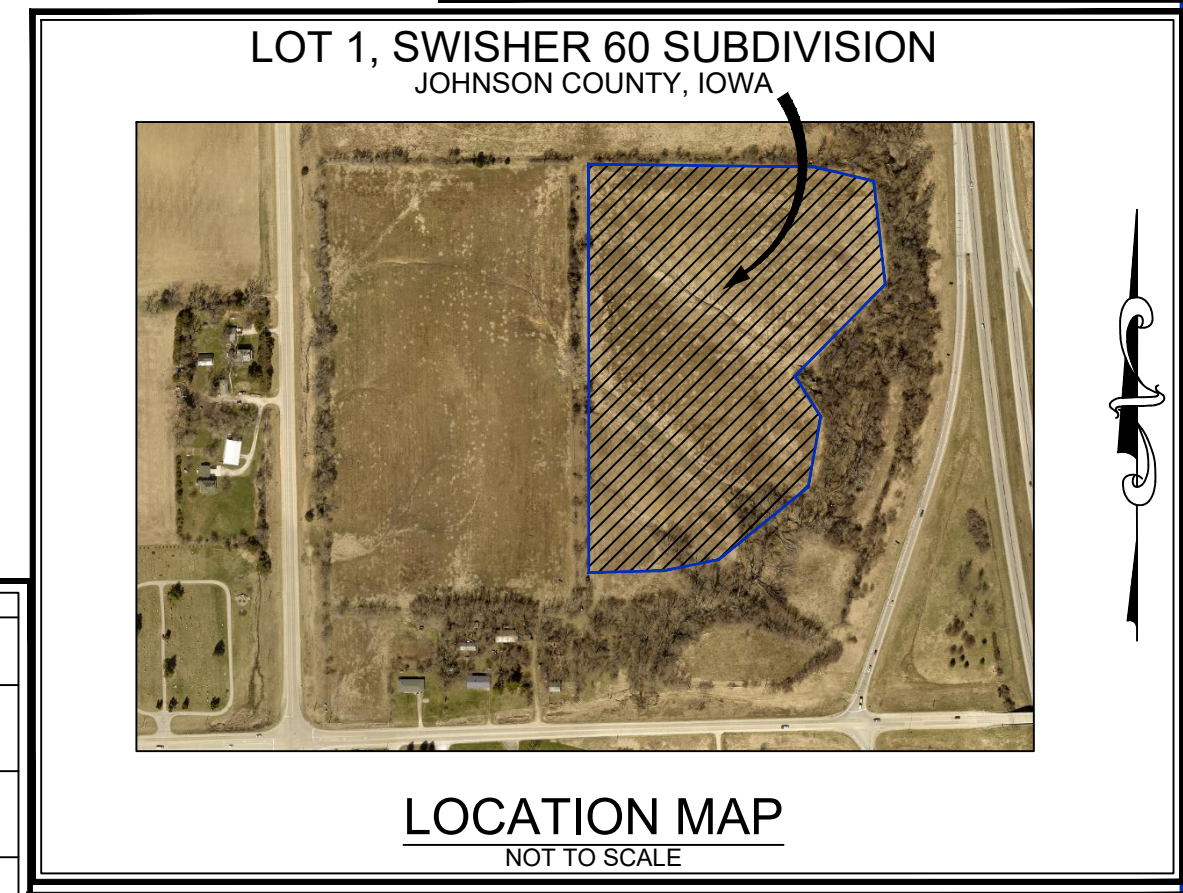 LOT 1, SWISHER 60 SUBDIVISION
JOHNSON COUNTY, IOWA
LOCATION MAP
NOT TO SCALE